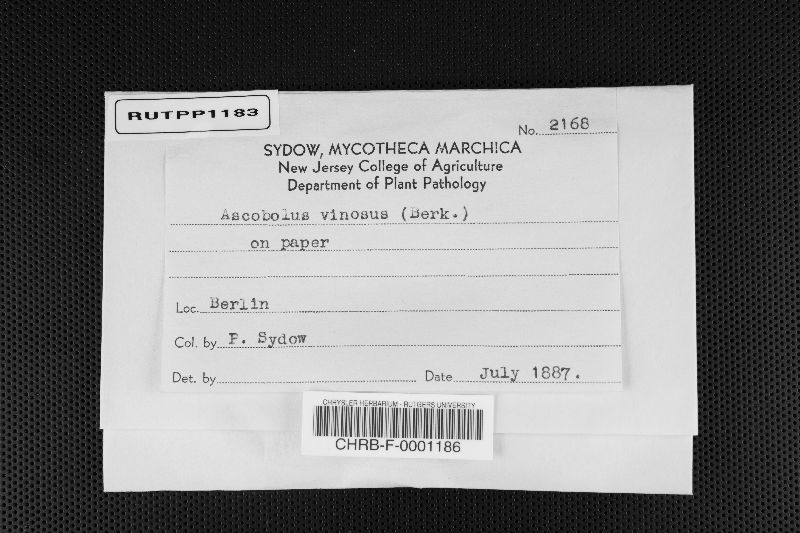 RUTPP1183
No. 2168
SYDOW, MYCOTHECA MARCHICA
New Jersey College of Agriculture
Department of Plant Pathology
Ascobolus vinosus (Berk.)
on paper
Loc. Berlin
Col. by P. Sydow
Det. by
Date July 1887.
CHRYSLER HERBARIUM - RUTGERS UNIVERSITY
CHRB-F-0001186